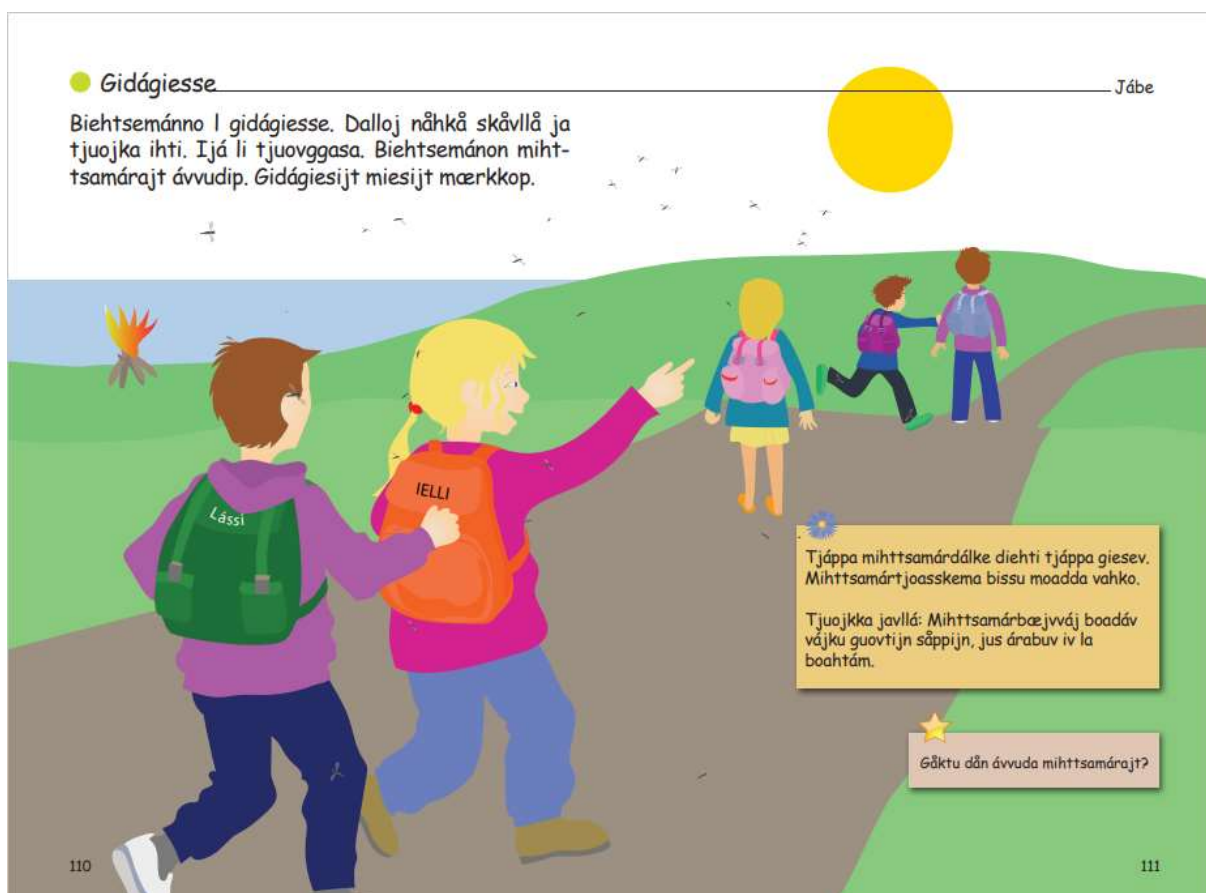 Gidágiesse
Jábe
Biehtsemánno l gidágiesse. Dalloj nåhkå skåvllå ja
tjuojka ihti. Ijá li tjuovggasa. Biehtsemánon miht-
tsamárajt ávvudip. Gidágiesijt miesijt mærkkop.
Lássi
IELLI
Tjáppa mihttsamárdálke diehti tjáppa giesev.
Mihttsamártjoasskema bissu moadda vahko.
Tjuojkka javllá: Mihttsamárbæjvváj boadáv
vájku guovtijn såppijn, jus árabuv iv la
boahtám.
Gåktu dån ávvuda mihttsamárajt?
110
111